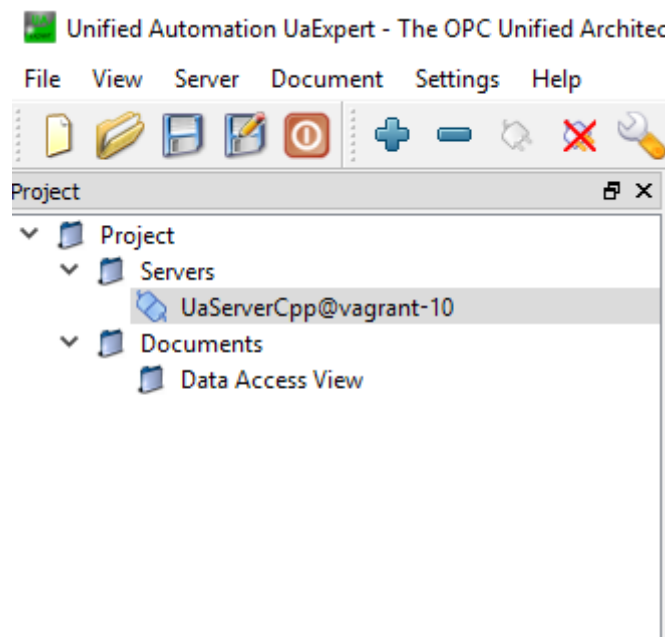 Unified Automation UaExpert - The OPC Unified Architec
File View Server Document Settings Help
Project
Project
Servers
UaServerCpp@vagrant-10
Documents
Data Access View